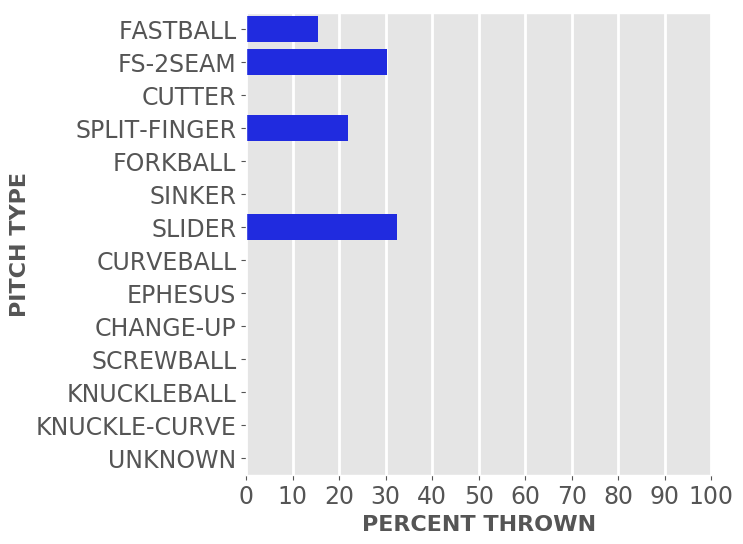 FASTBALL
FS-2SEAM
CUTTER
SPLIT-FINGER
FORKBALL
SINKER
SLIDER
CURVEBALL
EPHESUS
CHANGE-UP
SCREWBALL
KNUCKLEBALL
KNUCKLE-CURVE
UNKNOWN
PITCH TYPE
0 10 20 30 40 50 60 70 80 90 100
PERCENT THROWN